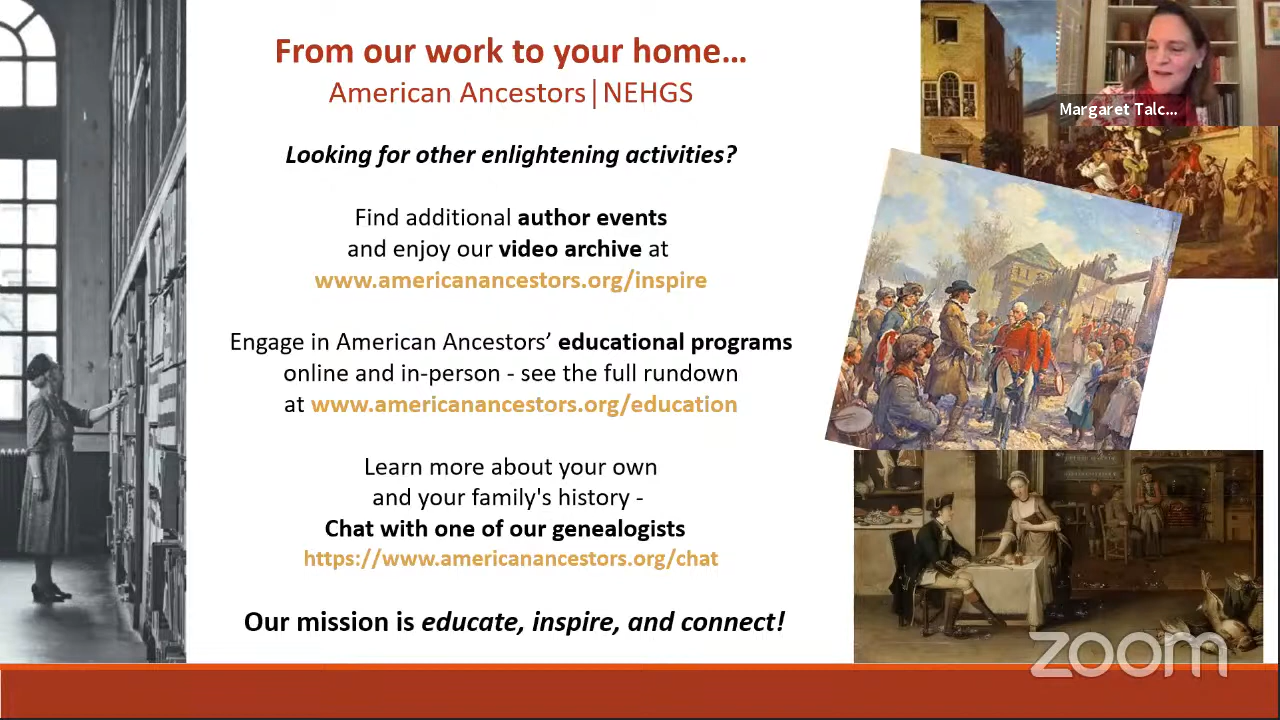 From our work to your home...
American Ancestors|NEHGS
Looking for other enlightening activities?
Find additional author events
and enjoy our video archive at
www.americanancestors.org/inspire
Engage in American Ancestors’ educational programs
online and in-person - see the full rundown
at www.americanancestors.org/education
Learn more about your own
and your family's history -
Chat with one of our genealogists
https://www.americanancestors.org/chat
Our mission is educate, inspire, and connect!
Margaret Talc...
zoom